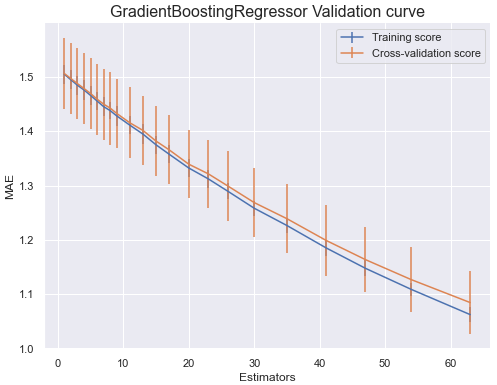 GradientBoostingRegressor Validation curve
Training score
Cross-validation score
MAE
1.5
1.4
1.3
1.2
1.1
1.0
0 10 20 30 40 50 60
Estimators